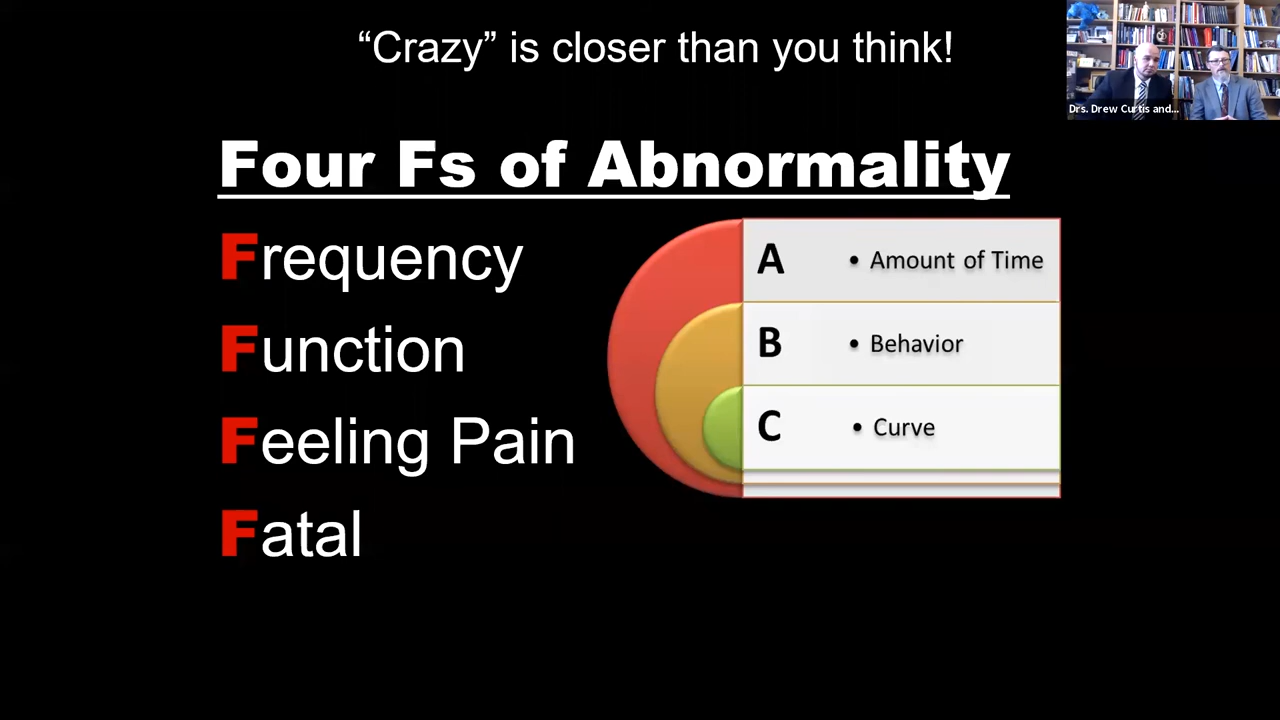 “Crazy” is closer than you think!
Drs. Drew Curtis and...
Four Fs of Abnormality
Frequency
Function
Feeling Pain
Fatal
A • Amount of Time
B • Behavior
C • Curve